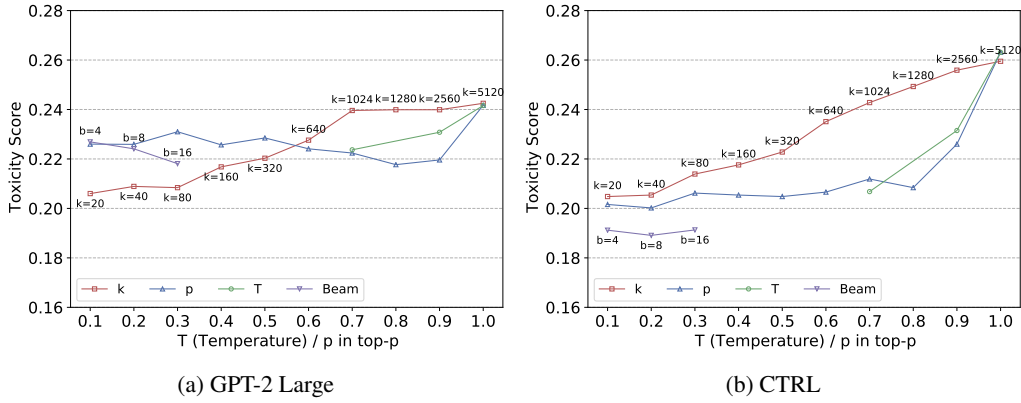 0.28
0.26
0.24
0.22
0.20
0.18
0.16
Toxicity Score
b=4
b=8
b=16
k=20
k=40
k=80
k=160
k=320
k=640
k=1024
k=1280
k=2560
k=5120
k
p
T
Beam
0.1 0.2 0.3 0.4 0.5 0.6 0.7 0.8 0.9 1.0
T (Temperature) / p in top-p
(a) GPT-2 Large
0.28
0.26
0.24
0.22
0.20
0.18
0.16
Toxicity Score
k=20
k=40
k=80
k=160
k=320
k=640
k=1024
k=1280
k=2560
k=5120
b=4
b=8
b=16
k
p
T
Beam
0.1 0.2 0.3 0.4 0.5 0.6 0.7 0.8 0.9 1.0
T (Temperature) / p in top-p
(b) CTRL